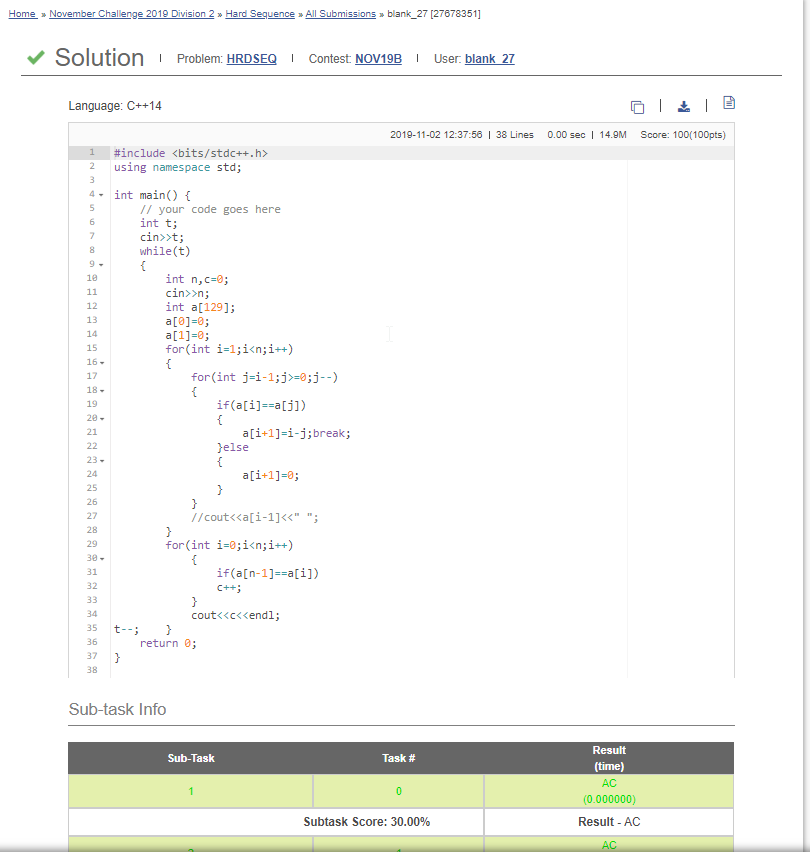 Home » November Challenge 2019 Division 2 » Hard Sequence » All Submissions » blank_27 [27678351]
Solution | Problem: HRDSEQ | Contest: NOV19B | User: blank_27
Language: C++14
2019-11-02 12:37:56 | 38 Lines 0.00 sec | 14.9M Score: 100(100pts)
1 #include <bits/stdc++.h>
2 using namespace std;
3
4 int main() {
5 // your code goes here
6 int t;
7 cin>>t;
8 while(t)
9 {
10 int n,c=0;
11 cin>>n;
12 int a[129];
13 a[0]=0;
14 a[1]=0;
15 for(int i=1;i<n;i++)
16 {
17 for(int j=i-1;j>=0;j--)
18 {
19 if(a[i]==a[j])
20 {
21 a[i+1]=i-j;break;
22 }else
23 {
24 a[i+1]=0;
25 }
26 }
27 //cout<<a[i-1]<<" ";
28 }
29 for(int i=0;i<n;i++)
30 {
31 if(a[n-1]==a[i])
32 c++;
33 }
34 cout<<c<<endl;
35 t--; }
36 return 0;
37 }
38
Sub-task Info
Sub-Task Task # Result
(time)
1 0 AC
(0.000000)
Subtask Score: 30.00% Result - AC
AC